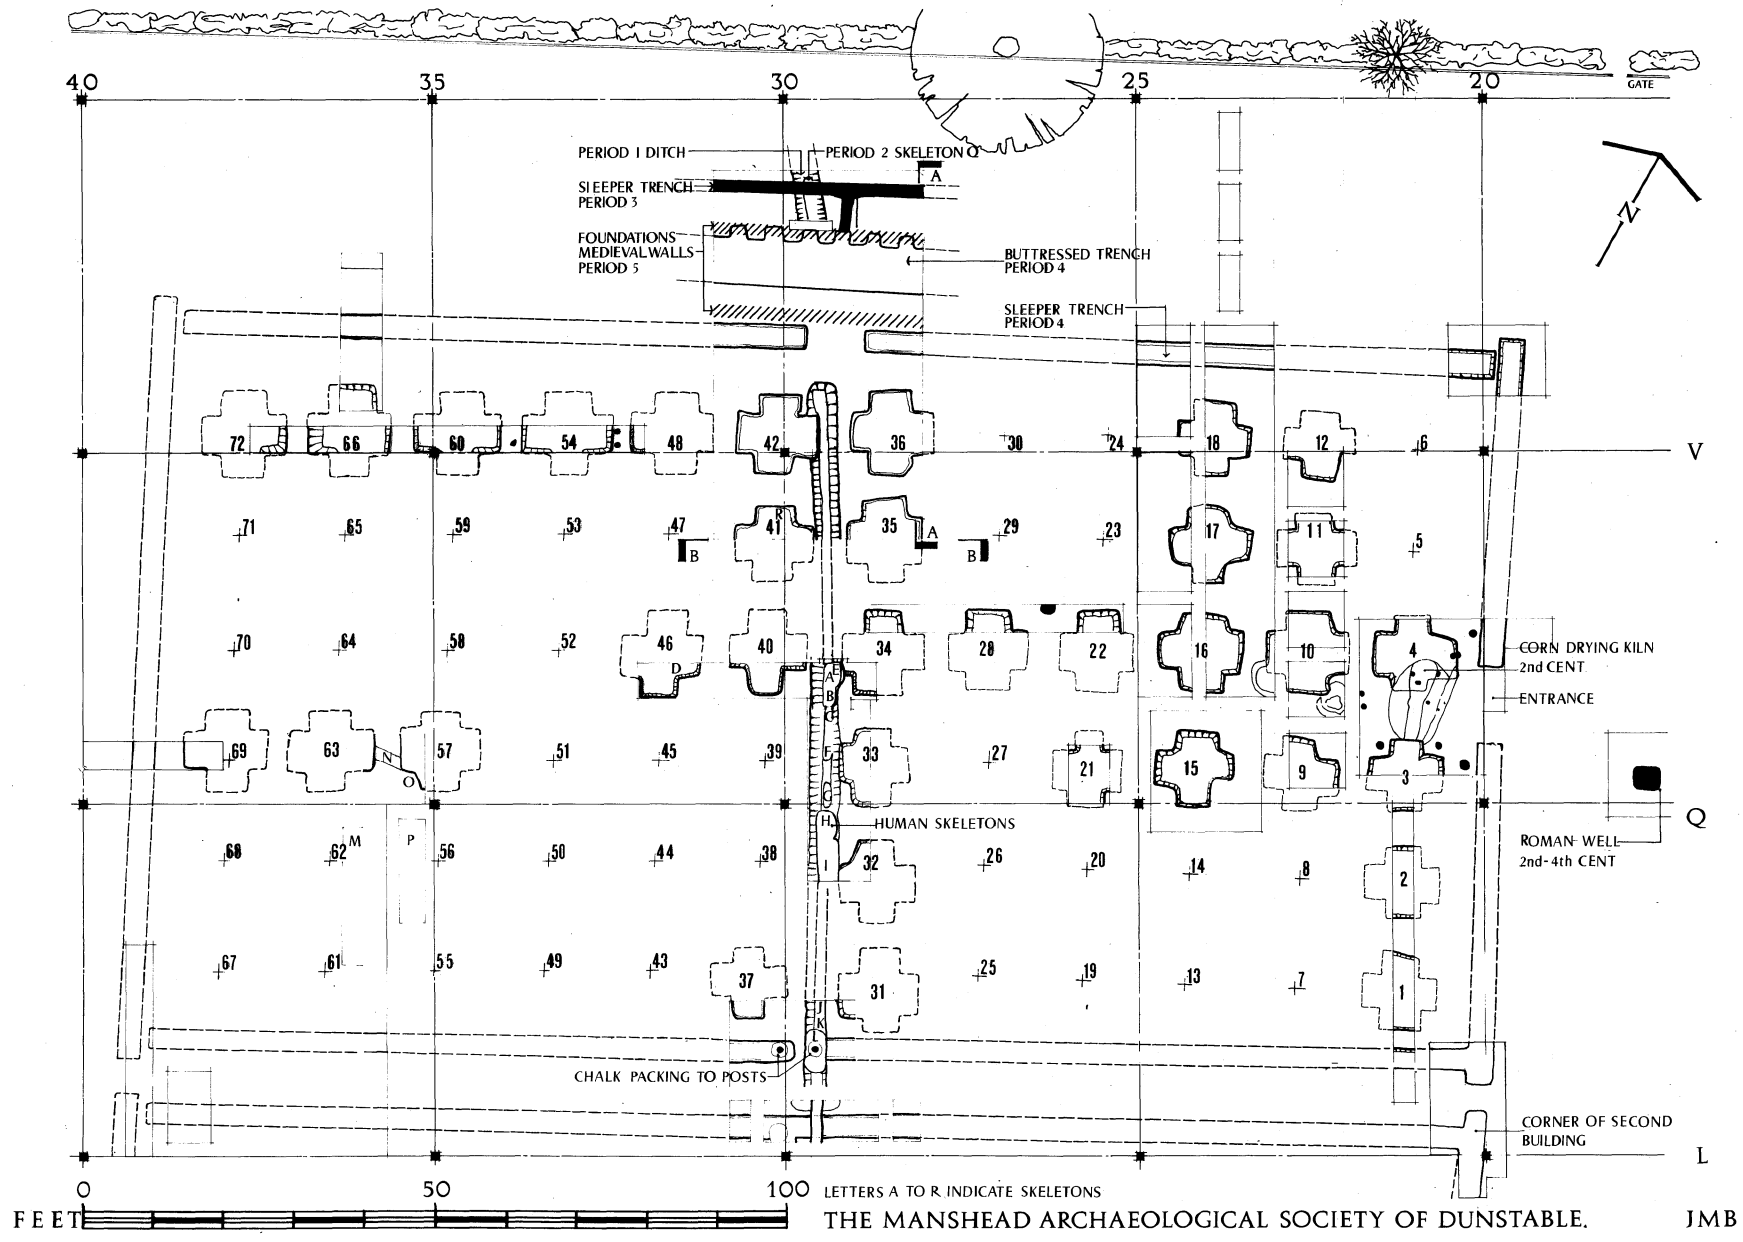 40 35 30 25 20
GATE
PERIOD 1 DITCH
PERIOD 2 SKELETON Q
A
SLEEPER TRENCH
PERIOD 3
N
FOUNDATIONS
MEDIEVAL WALLS
PERIOD 5
BUTTRESSED TRENCH
PERIOD 4
SLEEPER TRENCH
PERIOD 4
72 66 60 54 48 42 36 30 24 18 12 6 V
R
71 65 59 53 47 41 35 29 23 17 11 5
B A B
70 64 58 52 46 40 34 28 22 16 10 4
D
CORN DRYING KILN
2nd CENT
A
B
C
E
ENTRANCE
69 63 57 51 45 39 33 27 21 15 9 3
N
O
F
G
H
HUMAN SKELETONS
Q
M P
ROMAN WELL
2nd-4th CENT
68 62 56 50 44 38 32 26 20 14 8 2
I
67 61 55 49 43 37 31 25 19 13 7 1
J
K
L
CHALK PACKING TO POSTS
CORNER OF SECOND
BUILDING
L
0 50 100 LETTERS A TO R INDICATE SKELETONS
FEET THE MANSHEAD ARCHAEOLOGICAL SOCIETY OF DUNSTABLE. JMB